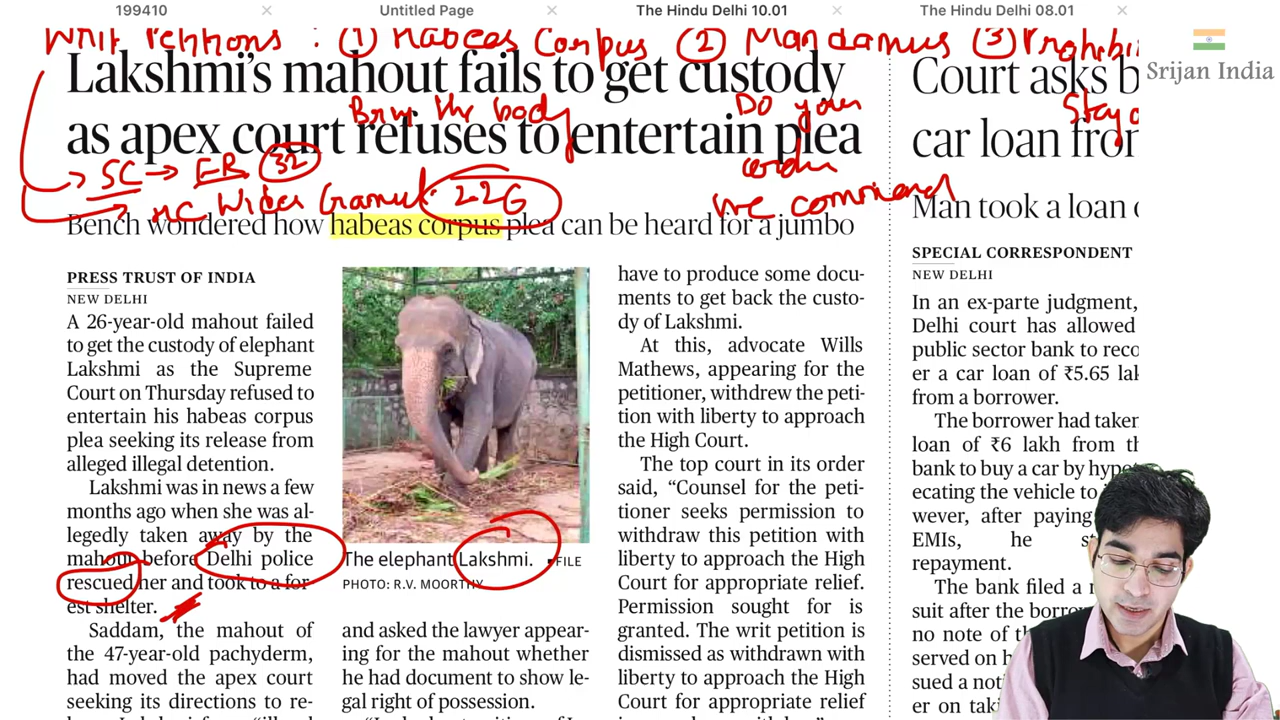 199410
Untitled Page
The Hindu Delhi 10.01
The Hindu Delhi 08.01
Writ Petitions : (1) Habeas Corpus (2) Mandamus (3) Prohibi
Srijan India
Lakshmi's mahout fails to get custody
as apex court refuses to entertain plea
the body
Do your
We command
SC → FR 32
HC Wider 226
Bench wondered how habeas corpus plea can be heard for a jumbo
PRESS TRUST OF INDIA
NEW DELHI
A 26-year-old mahout failed
to get the custody of elephant
Lakshmi as the Supreme
Court on Thursday refused to
entertain his habeas corpus
plea seeking its release from
alleged illegal detention.
Lakshmi was in news a few
months ago when she was al-
legedly taken away by the
mahout before Delhi police
rescued her and took to a for-
est shelter.
Saddam, the mahout of
the 47-year-old pachyderm,
had moved the apex court
seeking its directions to re-
The elephant Lakshmi. • FILE
PHOTO: R.V. MOORTHY
and asked the lawyer appear-
ing for the mahout whether
he had document to show le-
gal right of possession.
have to produce some docu-
ments to get back the custo-
dy of Lakshmi.
At this, advocate Wills
Mathews, appearing for the
petitioner, withdrew the peti-
tion with liberty to approach
the High Court.
The top court in its order
said, “Counsel for the peti-
tioner seeks permission to
withdraw this petition with
liberty to approach the High
Court for appropriate relief.
Permission sought for is
granted. The writ petition is
dismissed as withdrawn with
liberty to approach the High
Court for appropriate relief
Court asks b
car loan fro
Stay
Man took a loan
SPECIAL CORRESPONDENT
NEW DELHI
In an ex-parte judgment,
Delhi court has allowed
public sector bank to reco
er a car loan of ₹5.65 lak
from a borrower.
The borrower had taken
loan of ₹6 lakh from th
bank to buy a car by hypo
ecating the vehicle to
wever, after paying
EMIs, he
repayment.
The bank filed a
suit after the borro
no note of th
served on h
sued a noti
er on tak